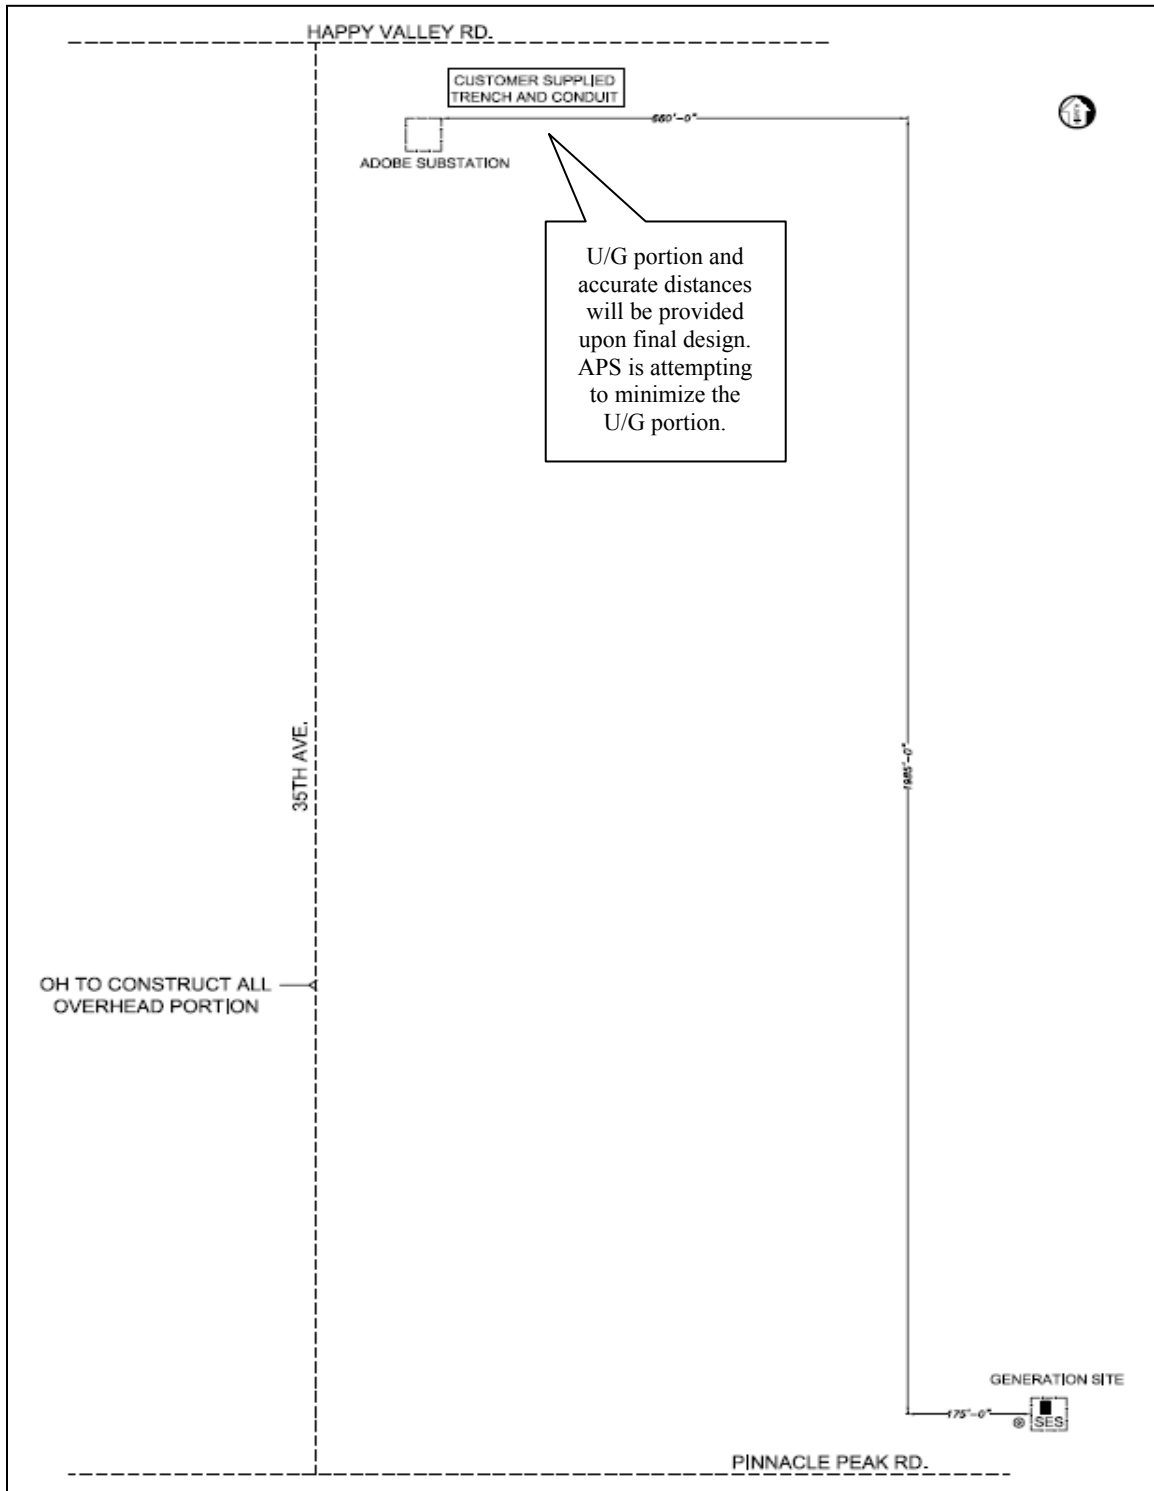 HAPPY VALLEY RD.
CUSTOMER SUPPLIED
TRENCH AND CONDUIT
660'-0"
ADOBE SUBSTATION
U/G portion and
accurate distances
will be provided
upon final design.
APS is attempting
to minimize the
U/G portion.
35TH AVE.
1985'-0"
OH TO CONSTRUCT ALL
OVERHEAD PORTION
GENERATION SITE
175'-0"
SES
PINNACLE PEAK RD.